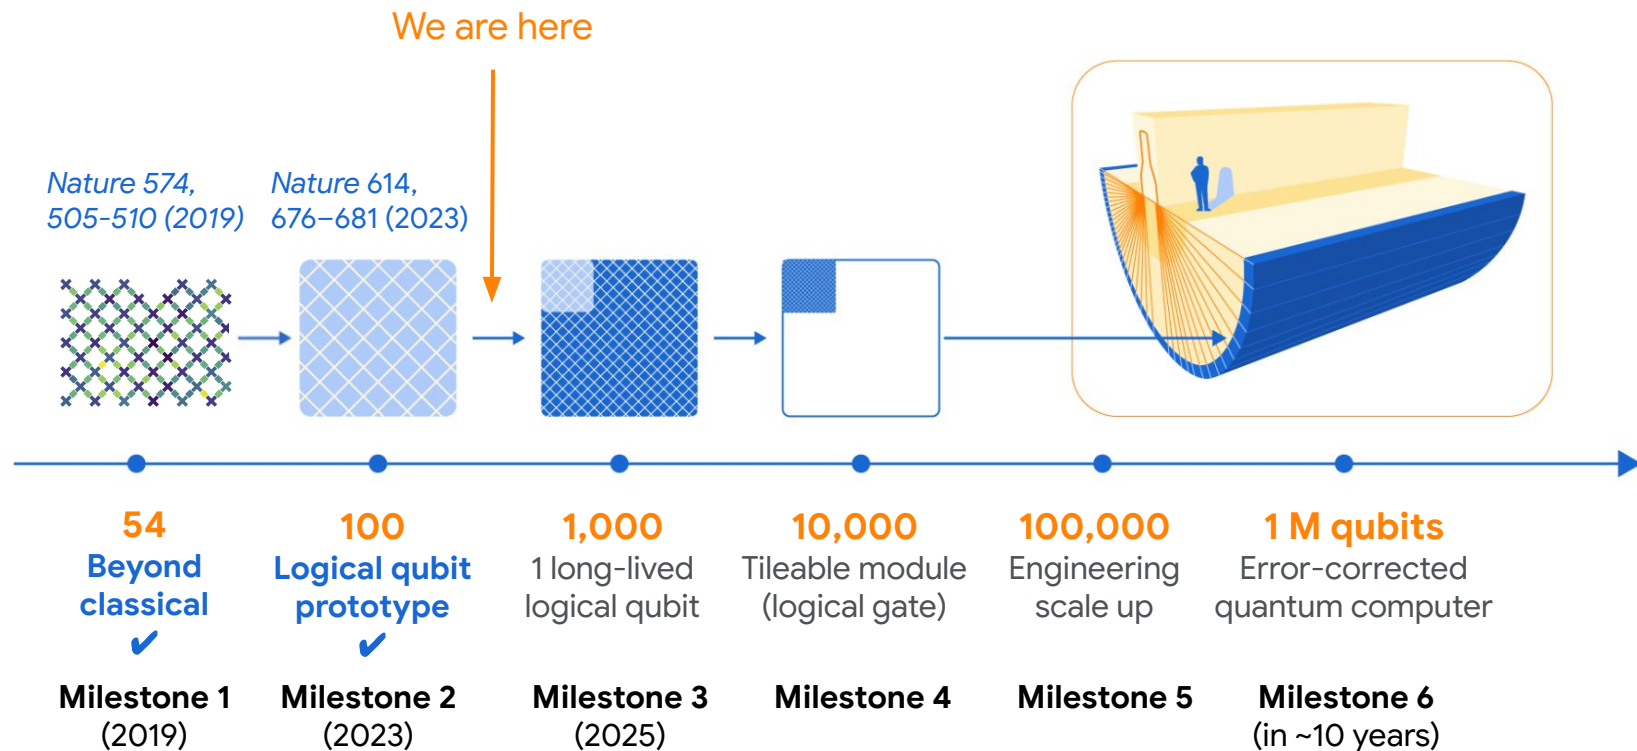 We are here
Nature 574,
505-510 (2019)
Nature 614,
676–681 (2023)
54
Beyond
classical
✔
Milestone 1
(2019)
100
Logical qubit
prototype
✔
Milestone 2
(2023)
1,000
1 long-lived
logical qubit
Milestone 3
(2025)
10,000
Tileable module
(logical gate)
Milestone 4
100,000
Engineering
scale up
Milestone 5
1 M qubits
Error-corrected
quantum computer
Milestone 6
(in ~10 years)